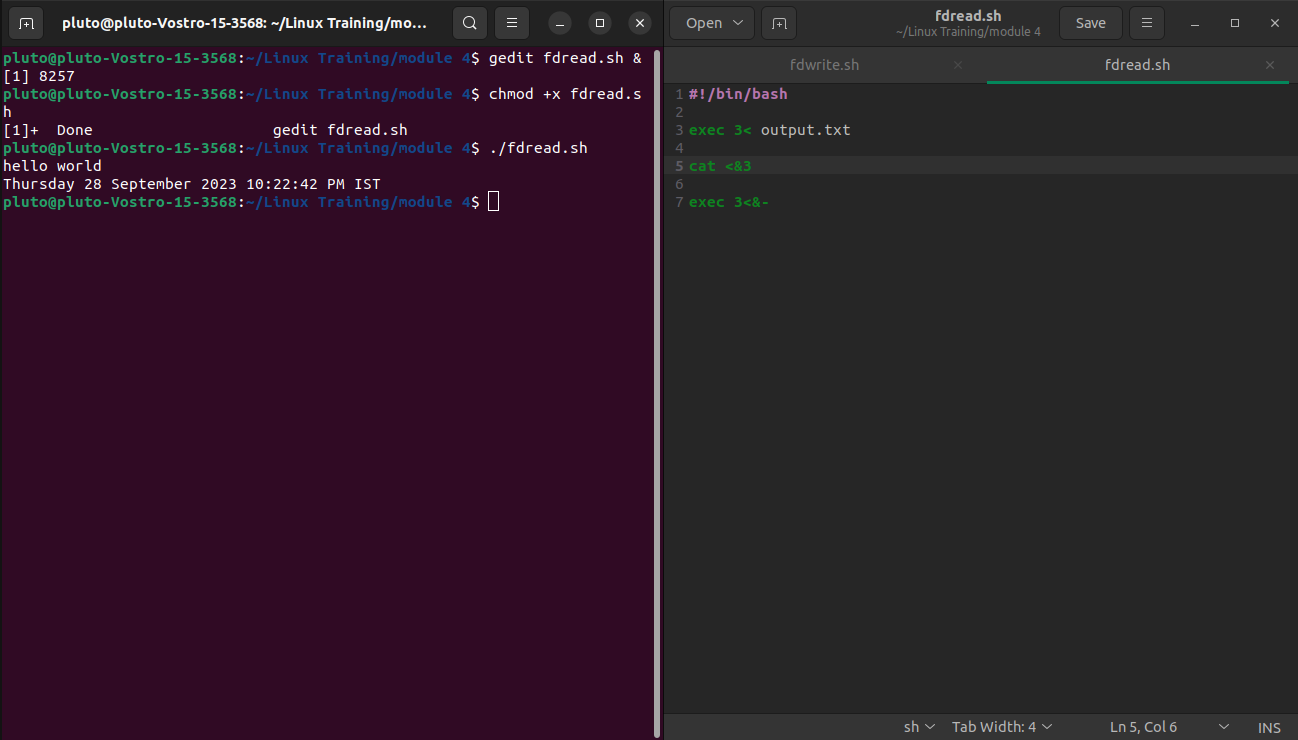 pluto@pluto-Vostro-15-3568: ~/Linux Training/mo...
pluto@pluto-Vostro-15-3568:~/Linux Training/module 4$ gedit fdread.sh &
[1] 8257
pluto@pluto-Vostro-15-3568:~/Linux Training/module 4$ chmod +x fdread.s
h
[1]+  Done                    gedit fdread.sh
pluto@pluto-Vostro-15-3568:~/Linux Training/module 4$ ./fdread.sh
hello world
Thursday 28 September 2023 10:22:42 PM IST
pluto@pluto-Vostro-15-3568:~/Linux Training/module 4$
Open
fdread.sh
~/Linux Training/module 4
Save
fdwrite.sh
fdread.sh
1 #!/bin/bash
2
3 exec 3< output.txt
4
5 cat <&3
6
7 exec 3<&-
sh Tab Width: 4 Ln 5, Col 6 INS